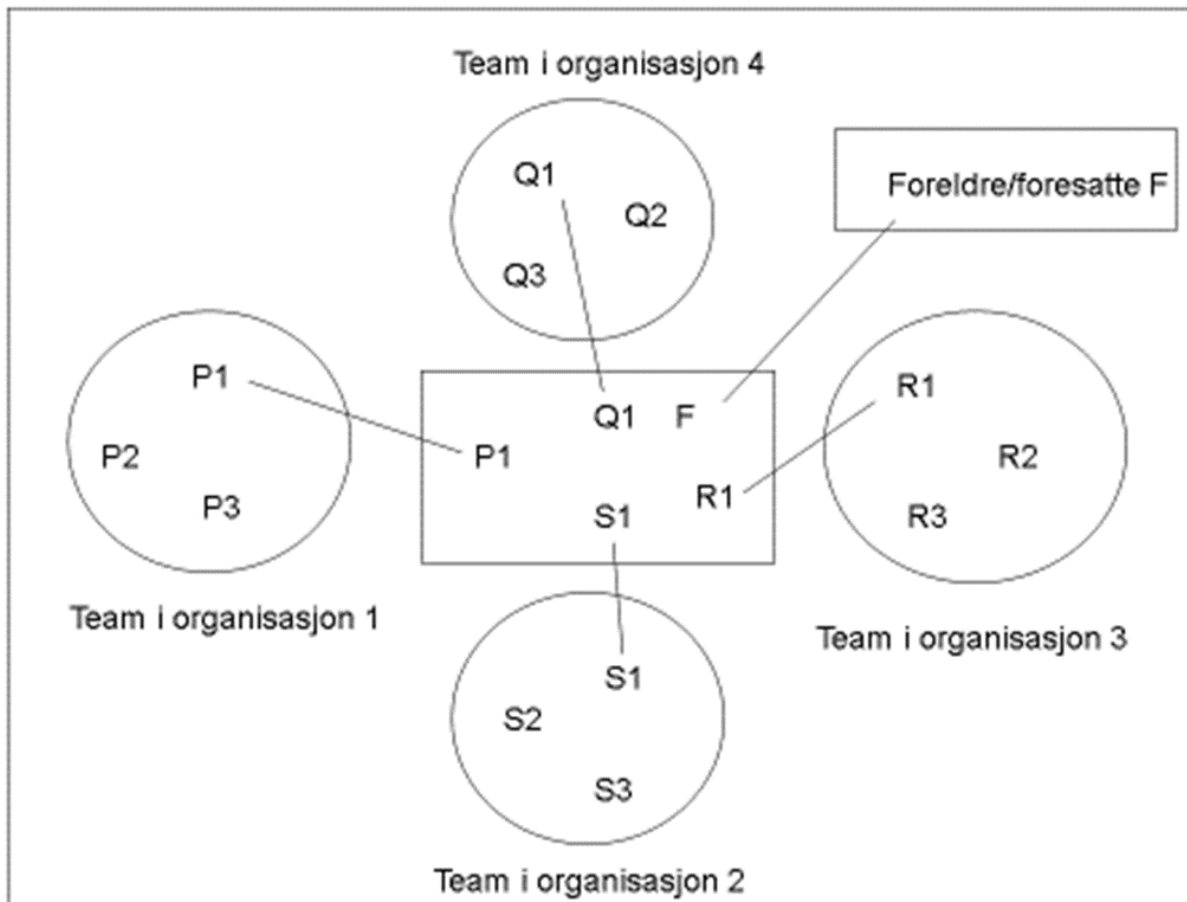 Team i organisasjon 4
Q1
Q2
Q3
Foreldre/foresatte F
P1
P2
P3
Team i organisasjon 1
Q1 F
P1
R1
S1
R1
R2
R3
Team i organisasjon 3
S1
S2
S3
Team i organisasjon 2